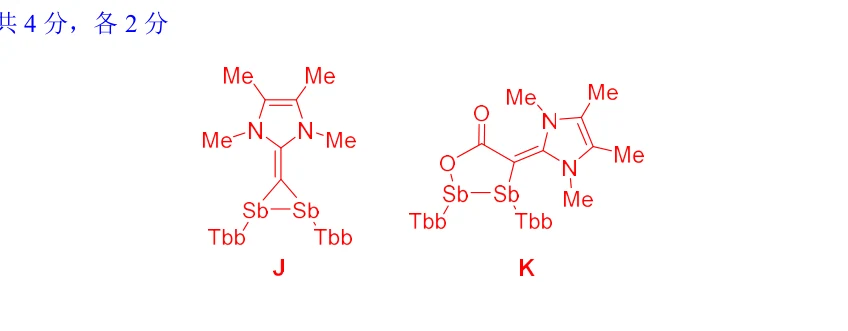 共 4 分，各 2 分
Me Me
Me N N Me
Sb Sb
Tbb Tbb
J
O
O
Me N Me
N Me
Me
Sb Sb
Tbb Tbb
K